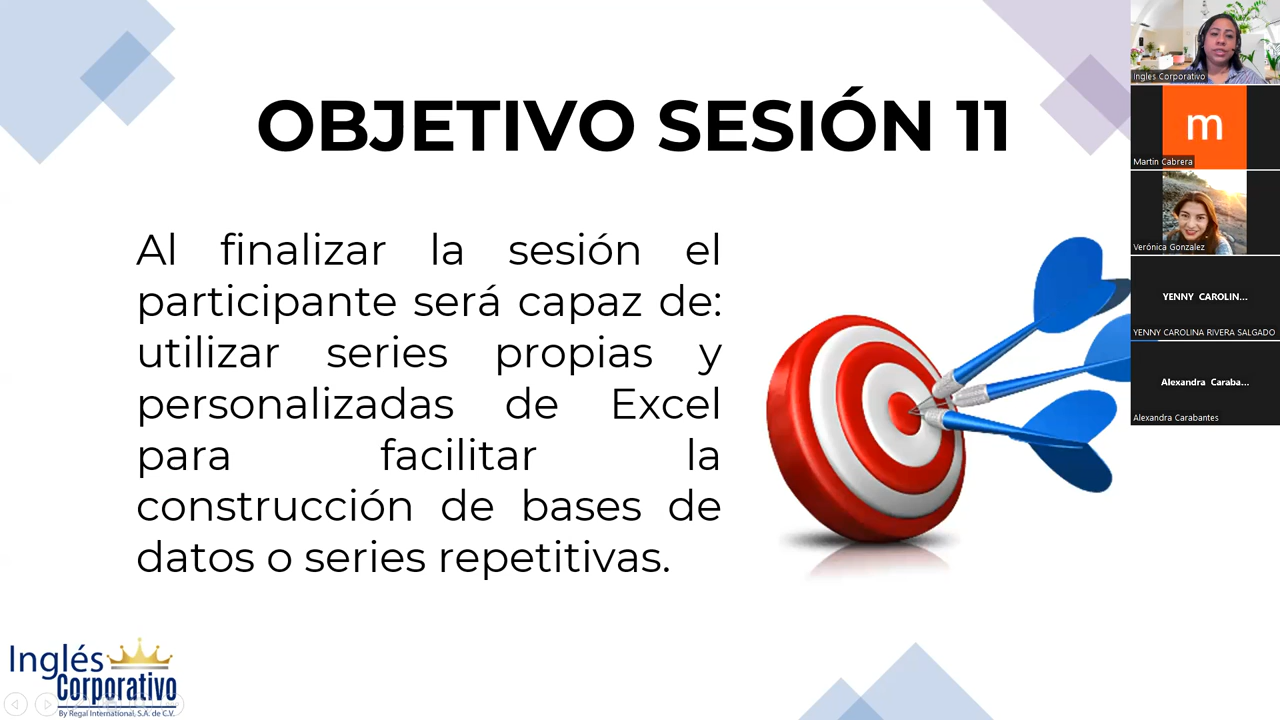 OBJETIVO SESIÓN 11
Al finalizar la sesión el
participante será capaz de:
utilizar series propias y
personalizadas de Excel
para facilitar la
construcción de bases de
datos o series repetitivas.
Inglés
Corporativo
By Regal International, S.A. de C.V.
Ingles Corporativo
m
Martin Cabrera
Verónica Gonzalez
YENNY CAROLIN...
YENNY CAROLINA RIVERA SALGADO
Alexandra Caraba...
Alexandra Carabantes